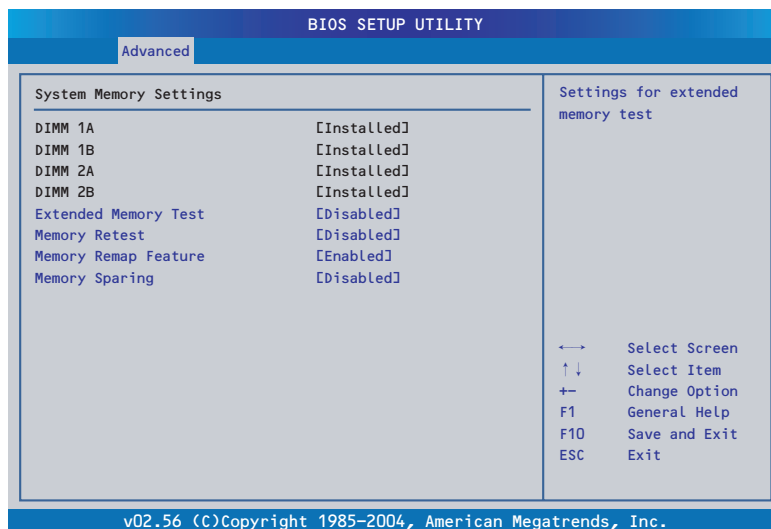 BIOS SETUP UTILITY
Advanced
System Memory Settings
DIMM 1A [Installed]
DIMM 1B [Installed]
DIMM 2A [Installed]
DIMM 2B [Installed]
Extended Memory Test [Disabled]
Memory Retest [Disabled]
Memory Remap Feature [Enabled]
Memory Sparing [Disabled]
Settings for extended
memory test
←→ Select Screen
↑↓ Select Item
+− Change Option
F1 General Help
F10 Save and Exit
ESC Exit
v02.56 (C)Copyright 1985-2004, American Megatrends, Inc.